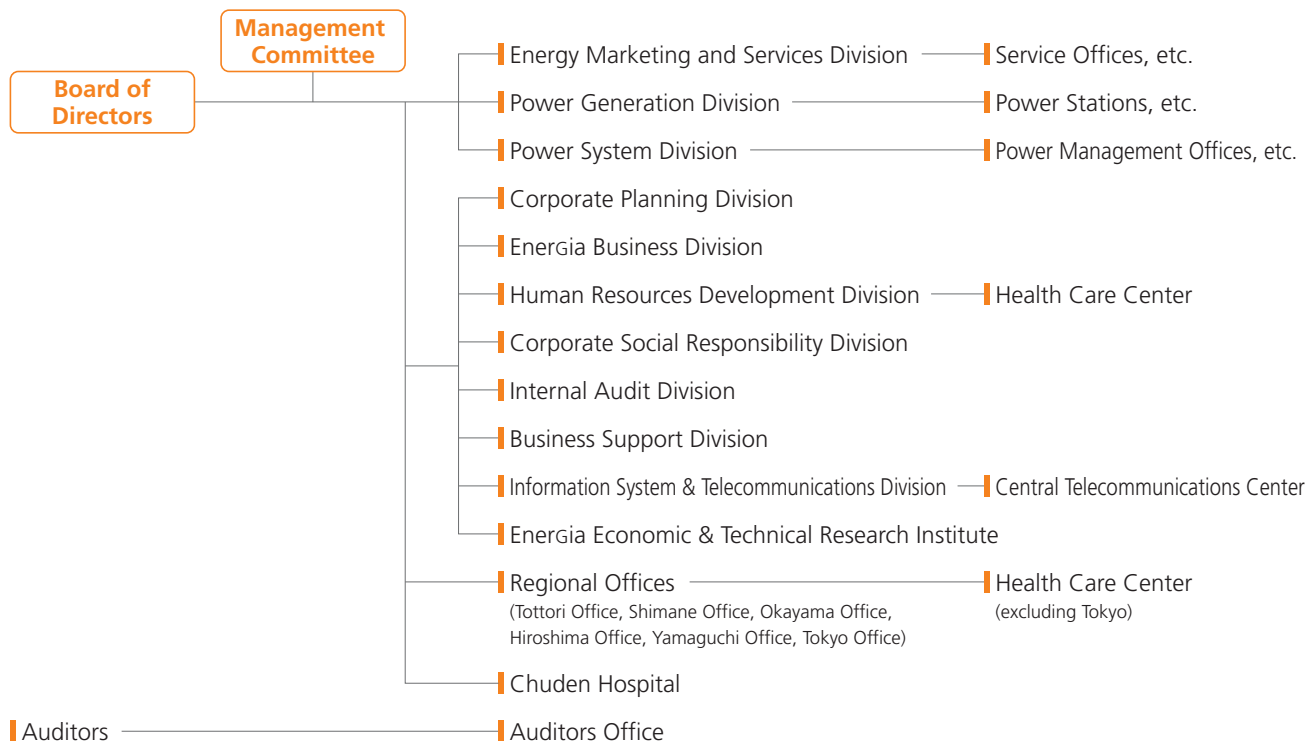 Management
Committee
Board of
Directors
Energy Marketing and Services Division
Service Offices, etc.
Power Generation Division
Power Stations, etc.
Power System Division
Power Management Offices, etc.
Corporate Planning Division
EnerGia Business Division
Human Resources Development Division
Health Care Center
Corporate Social Responsibility Division
Internal Audit Division
Business Support Division
Information System & Telecommunications Division
Central Telecommunications Center
EnerGia Economic & Technical Research Institute
Regional Offices
(Tottori Office, Shimane Office, Okayama Office,
Hiroshima Office, Yamaguchi Office, Tokyo Office)
Health Care Center
(excluding Tokyo)
Chuden Hospital
Auditors
Auditors Office